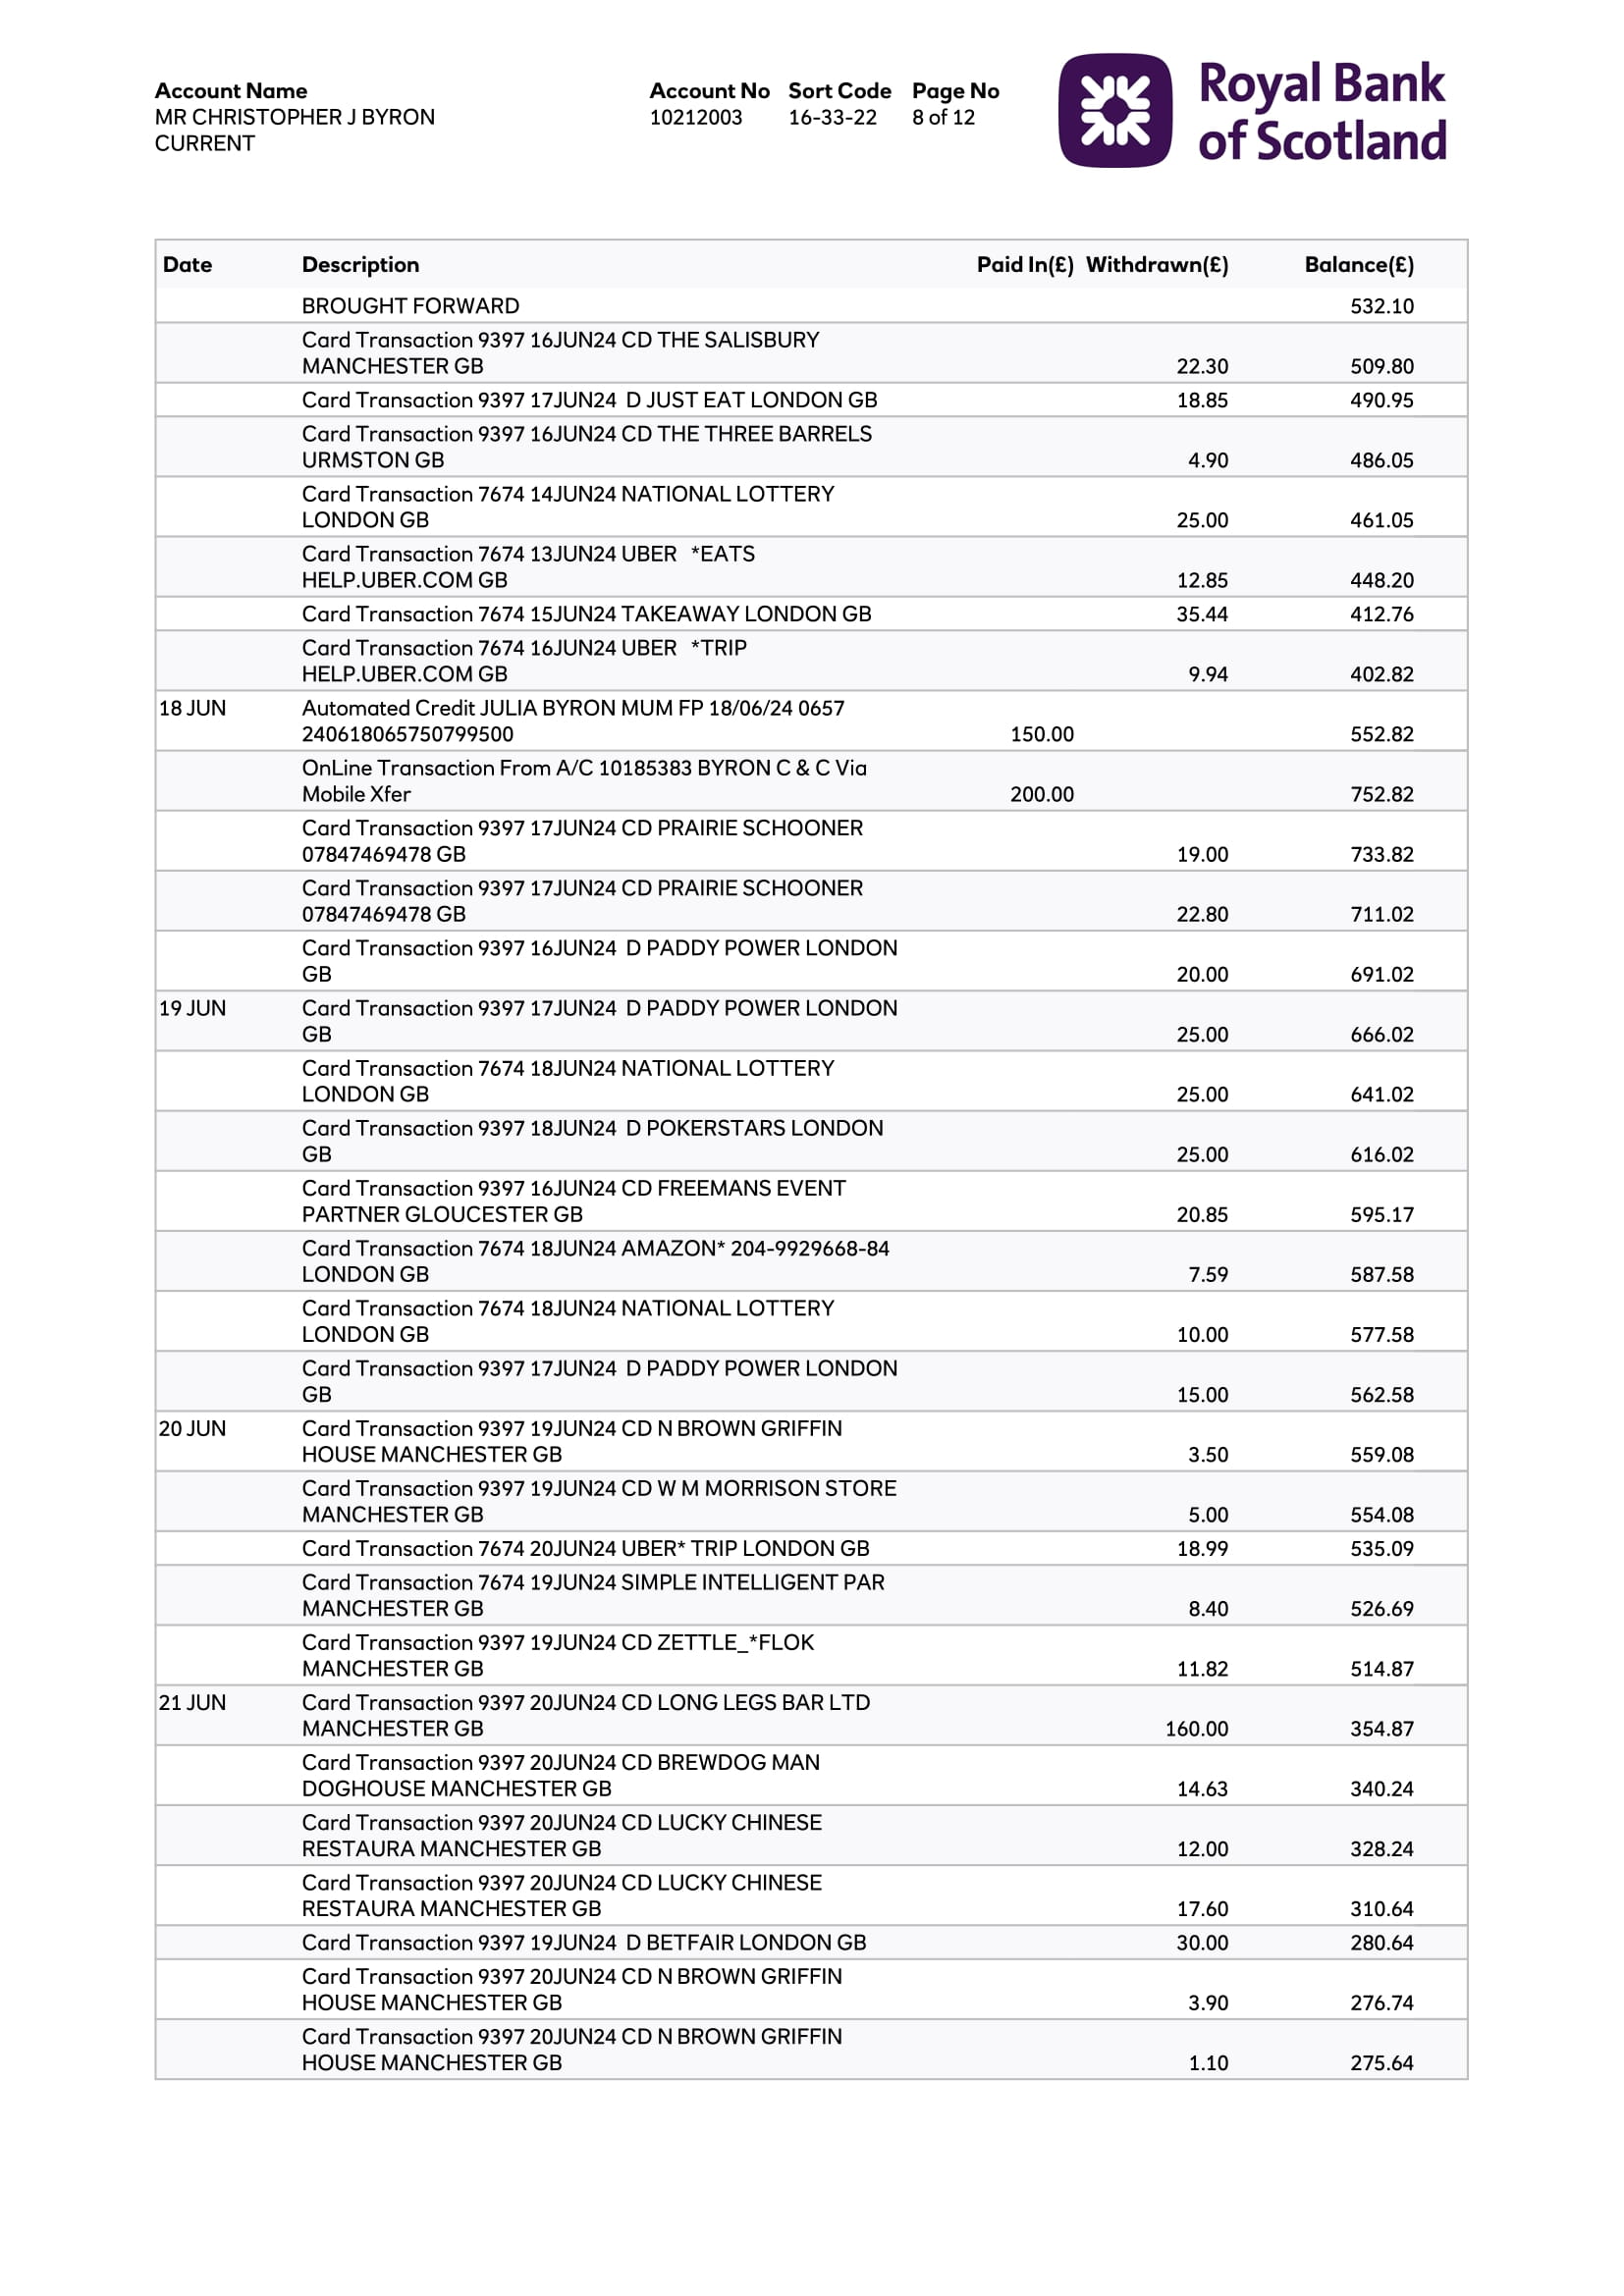 Account Name
MR CHRISTOPHER J BYRON
CURRENT
Account No Sort Code Page No
10212003 16-33-22 8 of 12
Royal Bank
of Scotland
Date Description Paid In(£) Withdrawn(£) Balance(£)
BROUGHT FORWARD 532.10
Card Transaction 9397 16JUN24 CD THE SALISBURY
MANCHESTER GB 22.30 509.80
Card Transaction 9397 17JUN24 D JUST EAT LONDON GB 18.85 490.95
Card Transaction 9397 16JUN24 CD THE THREE BARRELS
URMSTON GB 4.90 486.05
Card Transaction 7674 14JUN24 NATIONAL LOTTERY
LONDON GB 25.00 461.05
Card Transaction 7674 13JUN24 UBER *EATS
HELP.UBER.COM GB 12.85 448.20
Card Transaction 7674 15JUN24 TAKEAWAY LONDON GB 35.44 412.76
Card Transaction 7674 16JUN24 UBER *TRIP
HELP.UBER.COM GB 9.94 402.82
18 JUN Automated Credit JULIA BYRON MUM FP 18/06/24 0657
240618065750799500 150.00 552.82
OnLine Transaction From A/C 10185383 BYRON C & C Via
Mobile Xfer 200.00 752.82
Card Transaction 9397 17JUN24 CD PRAIRIE SCHOONER
07847469478 GB 19.00 733.82
Card Transaction 9397 17JUN24 CD PRAIRIE SCHOONER
07847469478 GB 22.80 711.02
Card Transaction 9397 16JUN24 D PADDY POWER LONDON
GB 20.00 691.02
19 JUN Card Transaction 9397 17JUN24 D PADDY POWER LONDON
GB 25.00 666.02
Card Transaction 7674 18JUN24 NATIONAL LOTTERY
LONDON GB 25.00 641.02
Card Transaction 9397 18JUN24 D POKERSTARS LONDON
GB 25.00 616.02
Card Transaction 9397 16JUN24 CD FREEMANS EVENT
PARTNER GLOUCESTER GB 20.85 595.17
Card Transaction 7674 18JUN24 AMAZON* 204-9929668-84
LONDON GB 7.59 587.58
Card Transaction 7674 18JUN24 NATIONAL LOTTERY
LONDON GB 10.00 577.58
Card Transaction 9397 17JUN24 D PADDY POWER LONDON
GB 15.00 562.58
20 JUN Card Transaction 9397 19JUN24 CD N BROWN GRIFFIN
HOUSE MANCHESTER GB 3.50 559.08
Card Transaction 9397 19JUN24 CD W M MORRISON STORE
MANCHESTER GB 5.00 554.08
Card Transaction 7674 20JUN24 UBER* TRIP LONDON GB 18.99 535.09
Card Transaction 7674 19JUN24 SIMPLE INTELLIGENT PAR
MANCHESTER GB 8.40 526.69
Card Transaction 9397 19JUN24 CD ZETTLE_*FLOK
MANCHESTER GB 11.82 514.87
21 JUN Card Transaction 9397 20JUN24 CD LONG LEGS BAR LTD
MANCHESTER GB 160.00 354.87
Card Transaction 9397 20JUN24 CD BREWDOG MAN
DOGHOUSE MANCHESTER GB 14.63 340.24
Card Transaction 9397 20JUN24 CD LUCKY CHINESE
RESTAURA MANCHESTER GB 12.00 328.24
Card Transaction 9397 20JUN24 CD LUCKY CHINESE
RESTAURA MANCHESTER GB 17.60 310.64
Card Transaction 9397 19JUN24 D BETFAIR LONDON GB 30.00 280.64
Card Transaction 9397 20JUN24 CD N BROWN GRIFFIN
HOUSE MANCHESTER GB 3.90 276.74
Card Transaction 9397 20JUN24 CD N BROWN GRIFFIN
HOUSE MANCHESTER GB 1.10 275.64